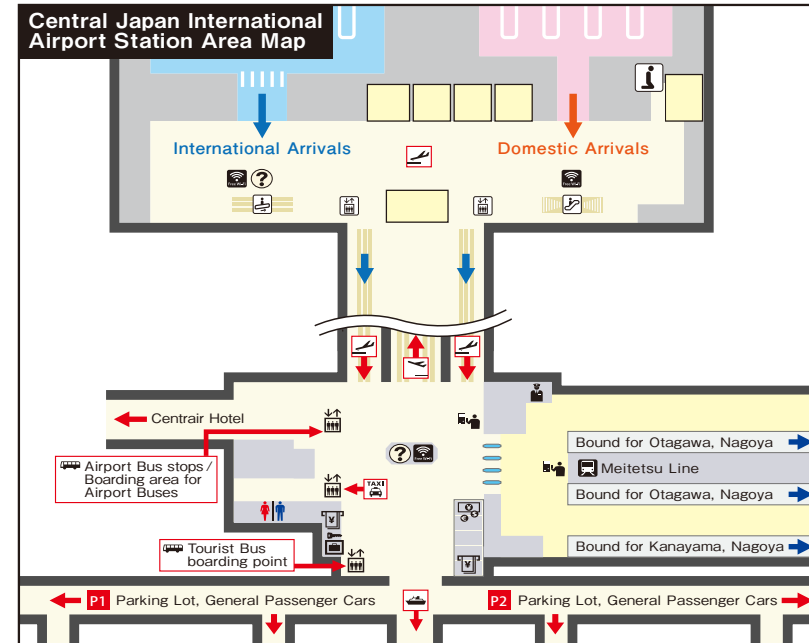 Central Japan International
Airport Station Area Map
International Arrivals
Domestic Arrivals
?
Centrair Hotel
Airport Bus stops /
Boarding area for
Airport Buses
TAXI
?
Bound for Otagawa, Nagoya
Meitetsu Line
Bound for Otagawa, Nagoya
Bound for Kanayama, Nagoya
¥
¥
¥
Tourist Bus
boarding point
P1 Parking Lot, General Passenger Cars
P2 Parking Lot, General Passenger Cars